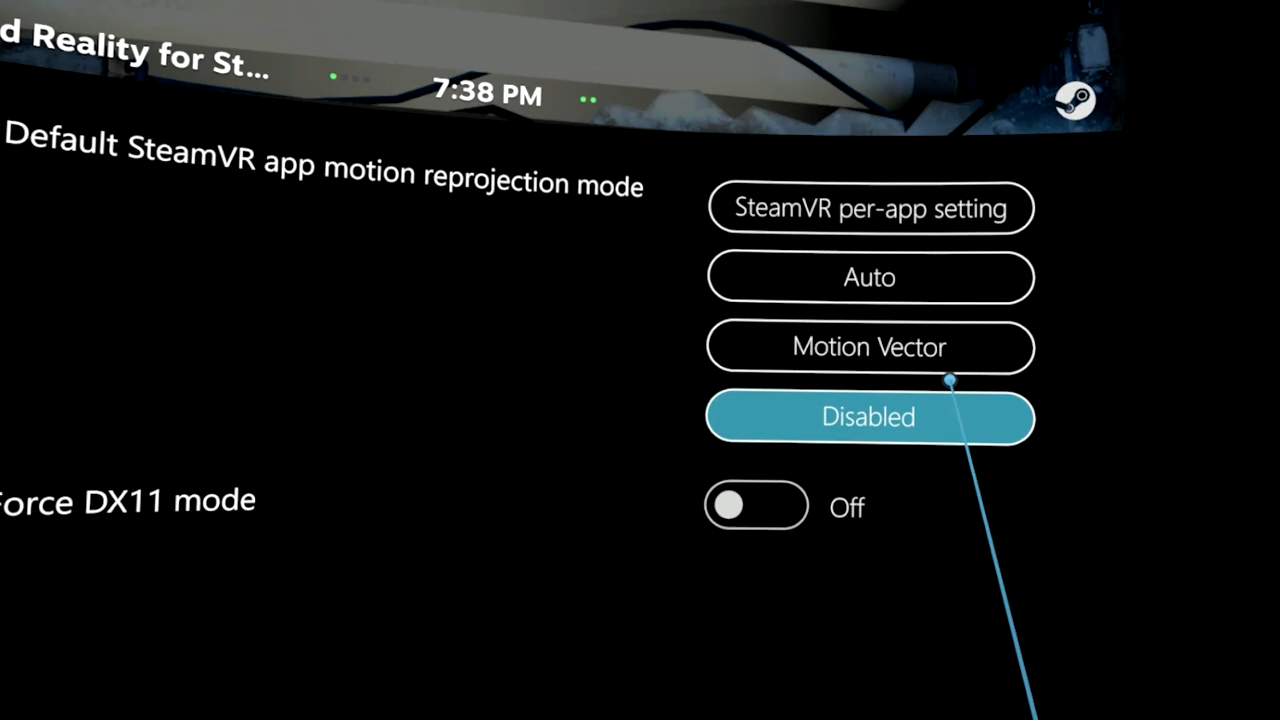 d Reality for St...
7:38 PM
Default SteamVR app motion reprojection mode
SteamVR per-app setting
Auto
Motion Vector
Disabled
Force DX11 mode
Off